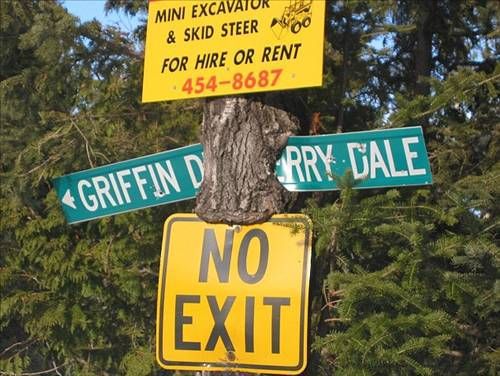 MINI EXCAVATOR
& SKID STEER
FOR HIRE OR RENT
454-8687
GRIFFIN D
RRY DALE
NO
EXIT